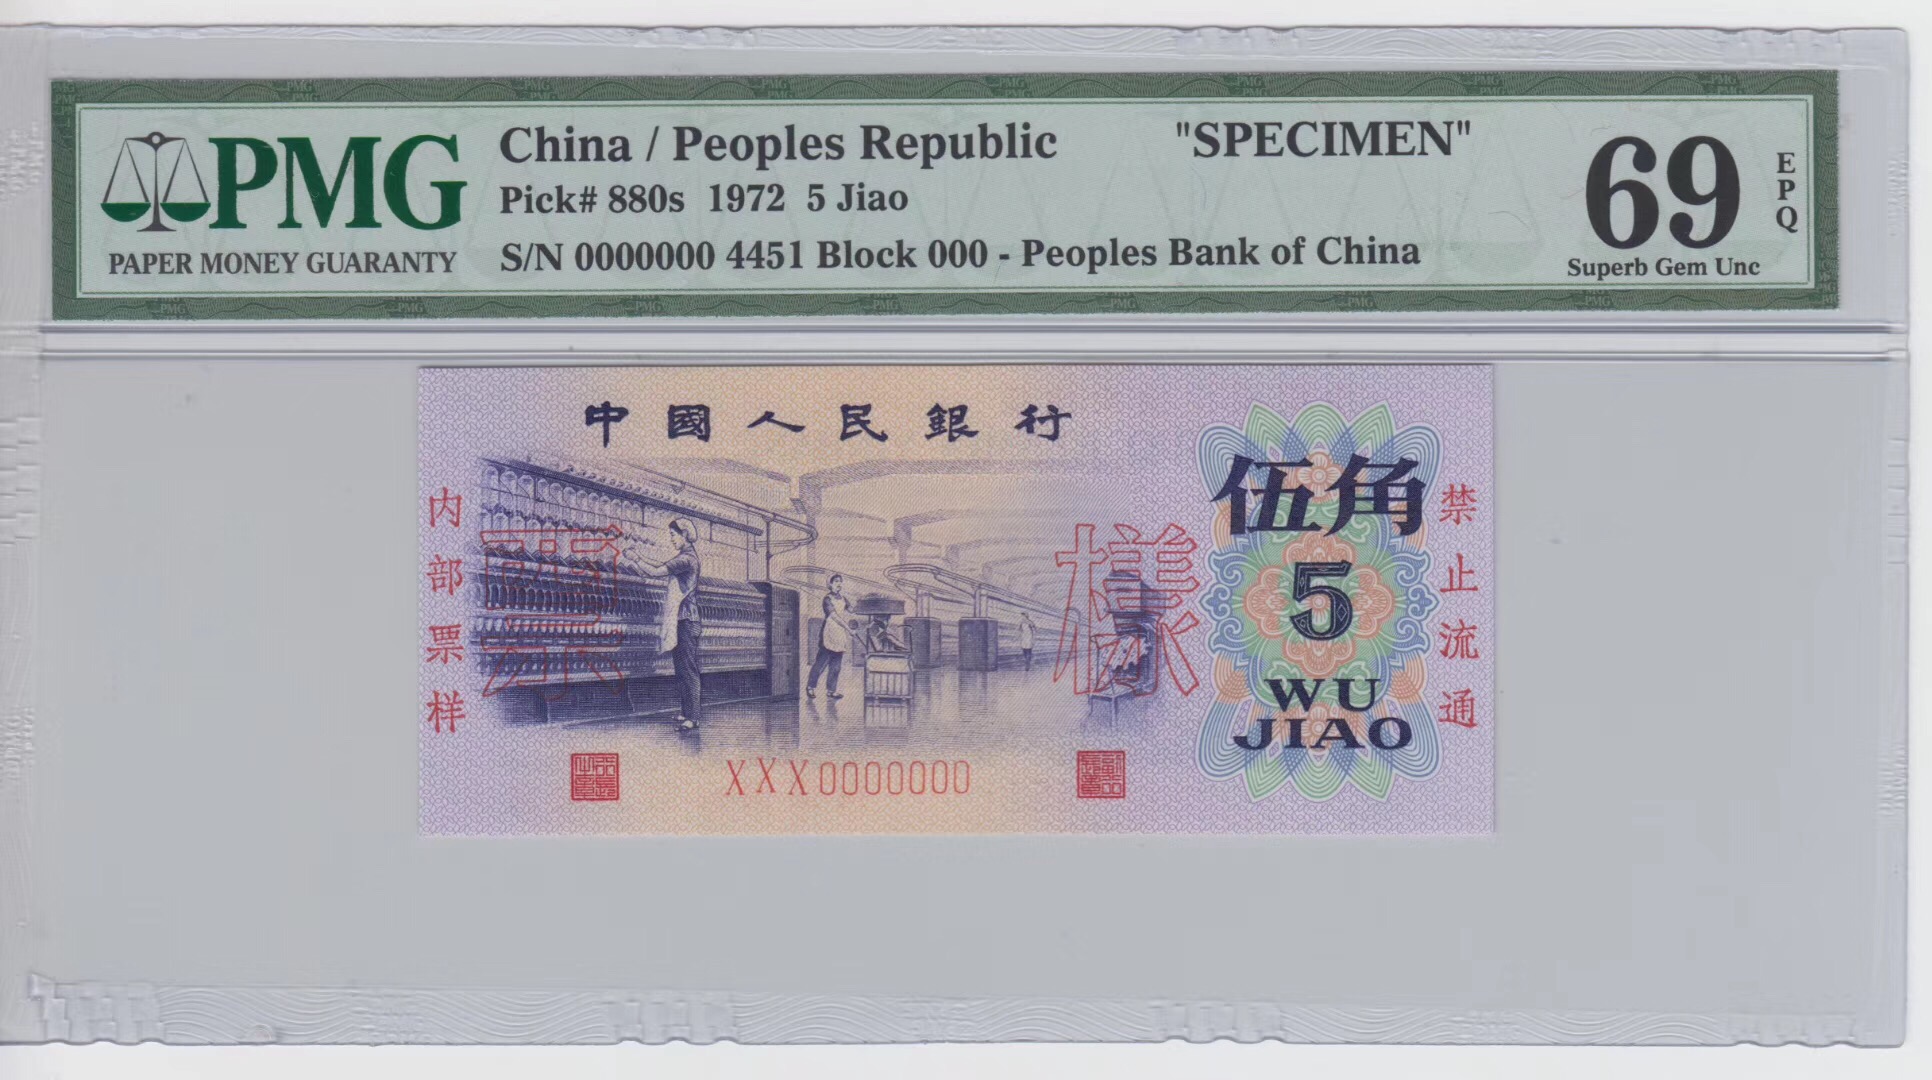 PMG
PAPER MONEY GUARANTY
China / Peoples Republic "SPECIMEN"
Pick# 880s 1972 5 Jiao
S/N 0000000 4451 Block 000 - Peoples Bank of China
69
EPQ
Superb Gem Unc
中國人民銀行
内部票样
票樣
伍角
5
WU
JIAO
禁止流通
XXX0000000